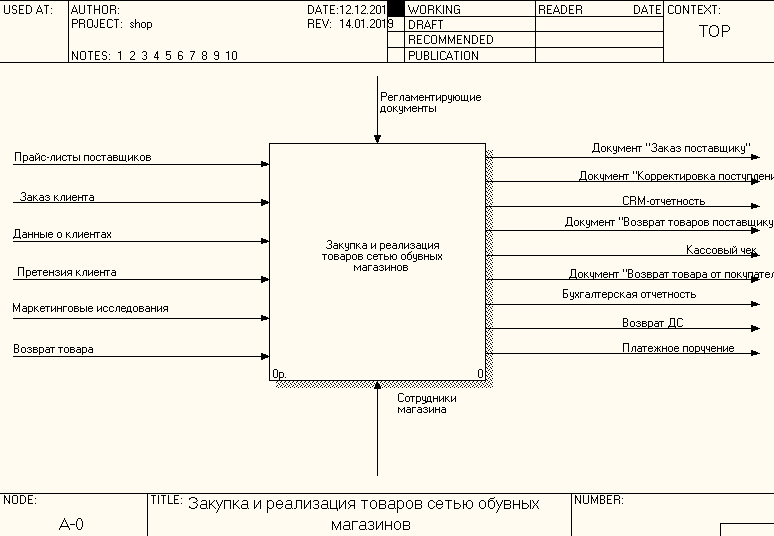 USED AT:
AUTHOR:
DATE:12.12.201
WORKING
READER
DATE
CONTEXT:
PROJECT: shop
REV: 14.01.2019
DRAFT
TOP
RECOMMENDED
NOTES: 1 2 3 4 5 6 7 8 9 10
PUBLICATION
Регламентирующие
документы
Прайс-листы поставщиков
Заказ клиента
Данные о клиентах
Претензия клиента
Маркетинговые исследования
Возврат товара
Закупка и реализация
товаров сетью обувных
магазинов
0р.
0
Документ "Заказ поставщику"
Документ "Корректировка поступлени
CRM-отчетность
Документ "Возврат товаров поставщику
Кассовый чек
Документ "Возврат товара от покупател
Бухгалтерская отчетность
Возврат ДС
Платежное поручение
Сотрудники
магазина
NODE:
TITLE:
Закупка и реализация товаров сетью обувных
магазинов
NUMBER:
A-0